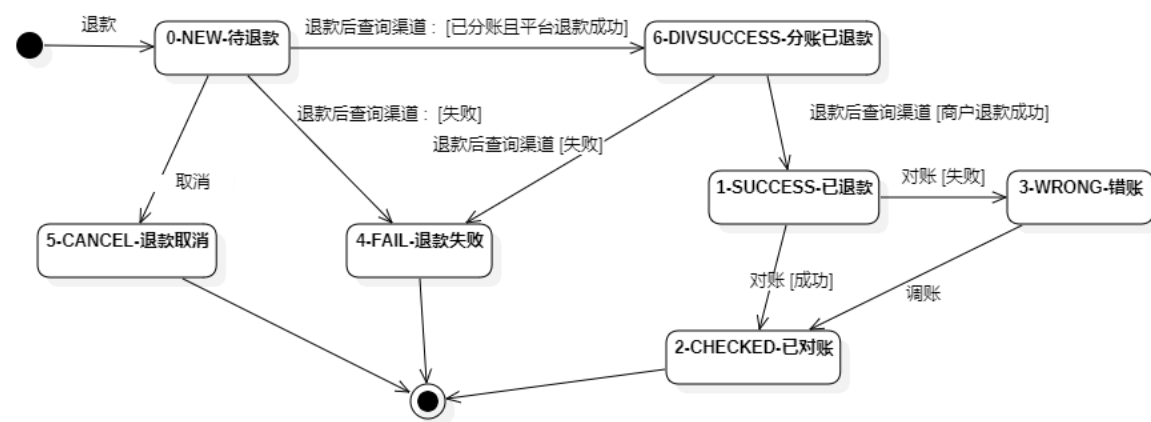 退款
0-NEW-待退款
退款后查询渠道：[已分账且平台退款成功]
6-DIVSUCCESS-分账已退款
退款后查询渠道：[失败]
退款后查询渠道 [失败]
退款后查询渠道 [商户退款成功]
取消
1-SUCCESS-已退款
对账 [失败]
3-WRONG-错账
5-CANCEL-退款取消
4-FAIL-退款失败
对账 [成功]
调账
2-CHECKED-已对账